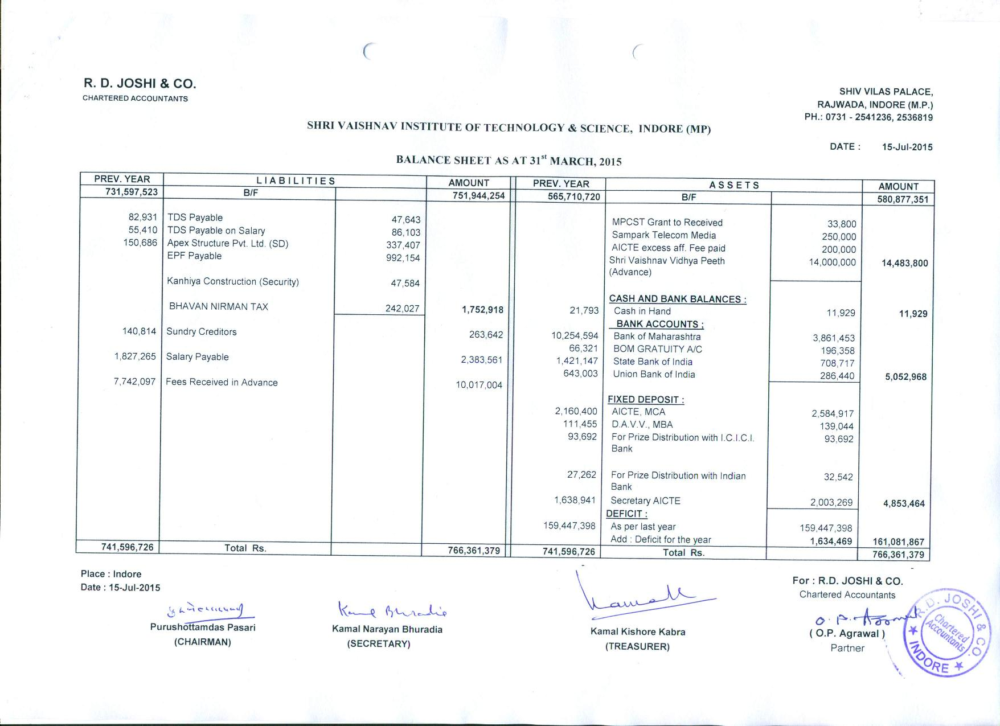 R. D. JOSHI & CO.
CHARTERED ACCOUNTANTS
SHIV VILAS PALACE,
RAJWADA, INDORE (M.P.)
PH.: 0731 - 2541236, 2536819
SHRI VAISHNAV INSTITUTE OF TECHNOLOGY & SCIENCE, INDORE (MP)
DATE : 15-Jul-2015
BALANCE SHEET AS AT 31st MARCH, 2015
PREV. YEAR LIABILITIES AMOUNT PREV. YEAR ASSETS AMOUNT
731,597,523 B/F 751,944,254 565,710,720 B/F 580,877,351
82,931 TDS Payable 47,643 MPCST Grant to Received 33,800
55,410 TDS Payable on Salary 86,103 Sampark Telecom Media 250,000
150,686 Apex Structure Pvt. Ltd. (SD) 337,407 AICTE excess aff. Fee paid 200,000
EPF Payable 992,154 Shri Vaishnav Vidhya Peeth 14,000,000 14,483,800
(Advance)
Kanhiya Construction (Security) 47,584
CASH AND BANK BALANCES :
BHAVAN NIRMAN TAX 242,027 1,752,918 21,793 Cash in Hand 11,929 11,929
BANK ACCOUNTS :
140,814 Sundry Creditors 263,642 10,254,594 Bank of Maharashtra 3,861,453
66,321 BOM GRATUITY A/C 196,358
1,827,265 Salary Payable 2,383,561 1,421,147 State Bank of India 708,717
643,003 Union Bank of India 286,440 5,052,968
7,742,097 Fees Received in Advance 10,017,004
FIXED DEPOSIT :
2,160,400 AICTE, MCA 2,584,917
111,455 D.A.V.V., MBA 139,044
93,692 For Prize Distribution with I.C.I.C.I. 93,692
Bank
27,262 For Prize Distribution with Indian 32,542
Bank
1,638,941 Secretary AICTE 2,003,269 4,853,464
DEFICIT :
159,447,398 As per last year 159,447,398
Add : Deficit for the year 1,634,469 161,081,867
741,596,726 Total Rs. 766,361,379 741,596,726 Total Rs. 766,361,379
Place : Indore
Date : 15-Jul-2015
For : R.D. JOSHI & CO.
Chartered Accountants
Purushottamdas Pasari
(CHAIRMAN)
Kamal Narayan Bhuradia
(SECRETARY)
Kamal Kishore Kabra
(TREASURER)
( O.P. Agrawal )
Partner
R.D. JOSHI & CO.
Chartered
Accountants
★ INDORE ★